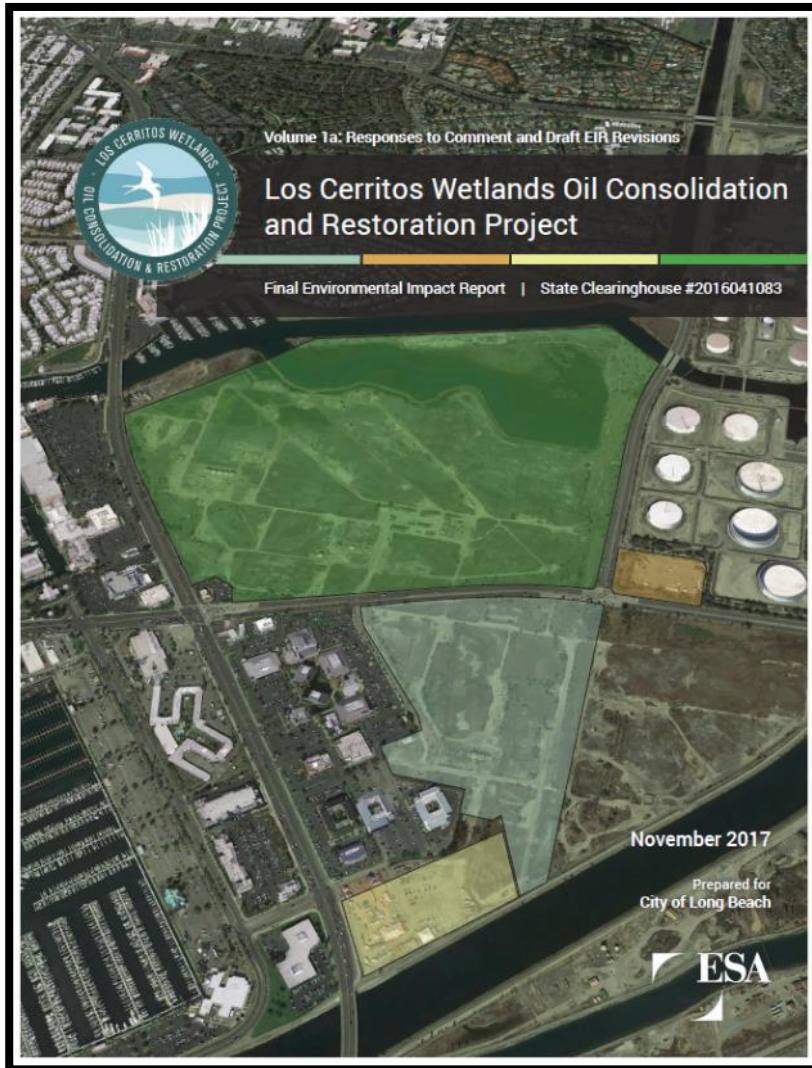 Volume 1a: Responses to Comment and Draft EIR Revisions
LOS CERRITOS WETLANDS
OIL CONSOLIDATION & RESTORATION PROJECT
Los Cerritos Wetlands Oil Consolidation
and Restoration Project
Final Environmental Impact Report | State Clearinghouse #2016041083
November 2017
Prepared for
City of Long Beach
ESA